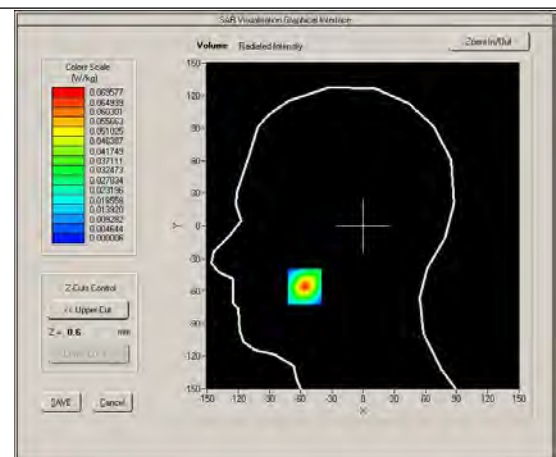 SAR Visualisation Graphical Interface
Volume Radiated Intensity
Zoom In/Out
Colors Scale
(W/kg)
0.069577
0.064939
0.060301
0.055663
0.051025
0.046387
0.041749
0.037111
0.032473
0.027834
0.023196
0.018558
0.013920
0.009282
0.004644
0.000006
150
120
90
60
30
0
-30
-60
-90
-120
-150
Y
-150 -120 -90 -60 -30 0 30 60 90 120 150
X
Z-Cuts Control
<< Upper Cut
Z = 0.6 mm
SAVE
Cancel